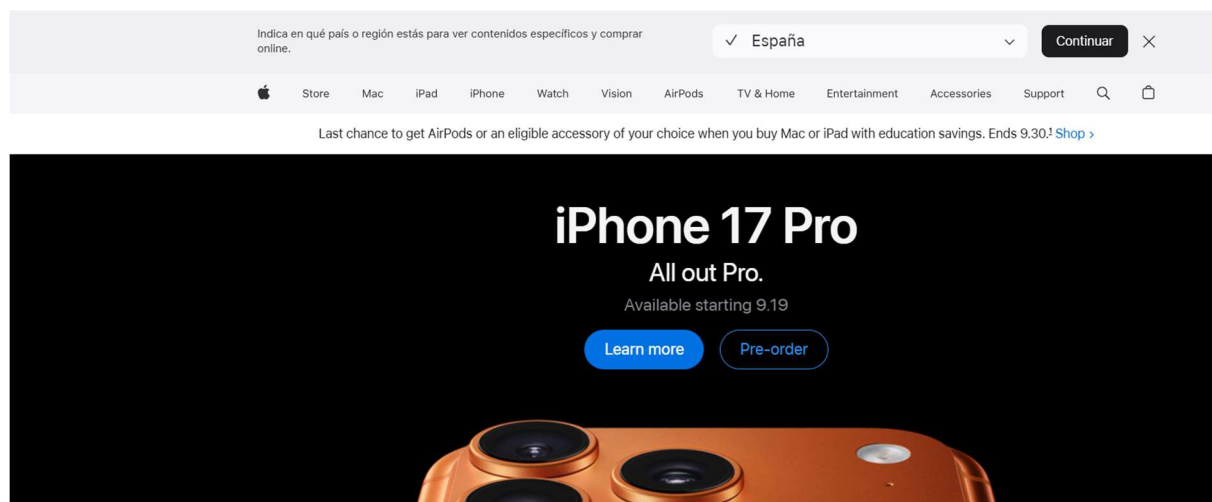 Indica en qué país o región estás para ver contenidos específicos y comprar
online.
España
Continuar
Store Mac iPad iPhone Watch Vision AirPods TV & Home Entertainment Accessories Support
Last chance to get AirPods or an eligible accessory of your choice when you buy Mac or iPad with education savings. Ends 9.30.¹ Shop >
iPhone 17 Pro
All out Pro.
Available starting 9.19
Learn more Pre-order